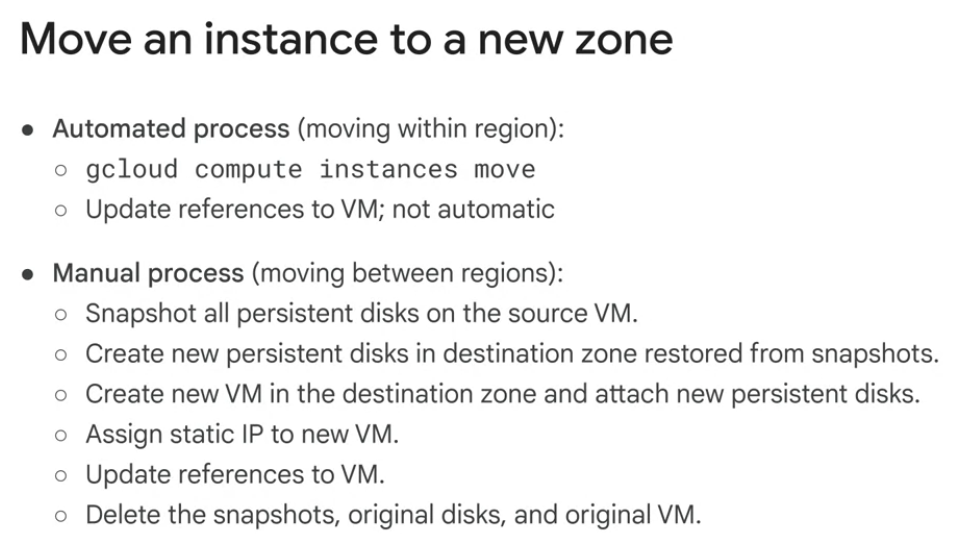 Move an instance to a new zone
● Automated process (moving within region):
○ gcloud compute instances move
○ Update references to VM; not automatic
● Manual process (moving between regions):
○ Snapshot all persistent disks on the source VM.
○ Create new persistent disks in destination zone restored from snapshots.
○ Create new VM in the destination zone and attach new persistent disks.
○ Assign static IP to new VM.
○ Update references to VM.
○ Delete the snapshots, original disks, and original VM.